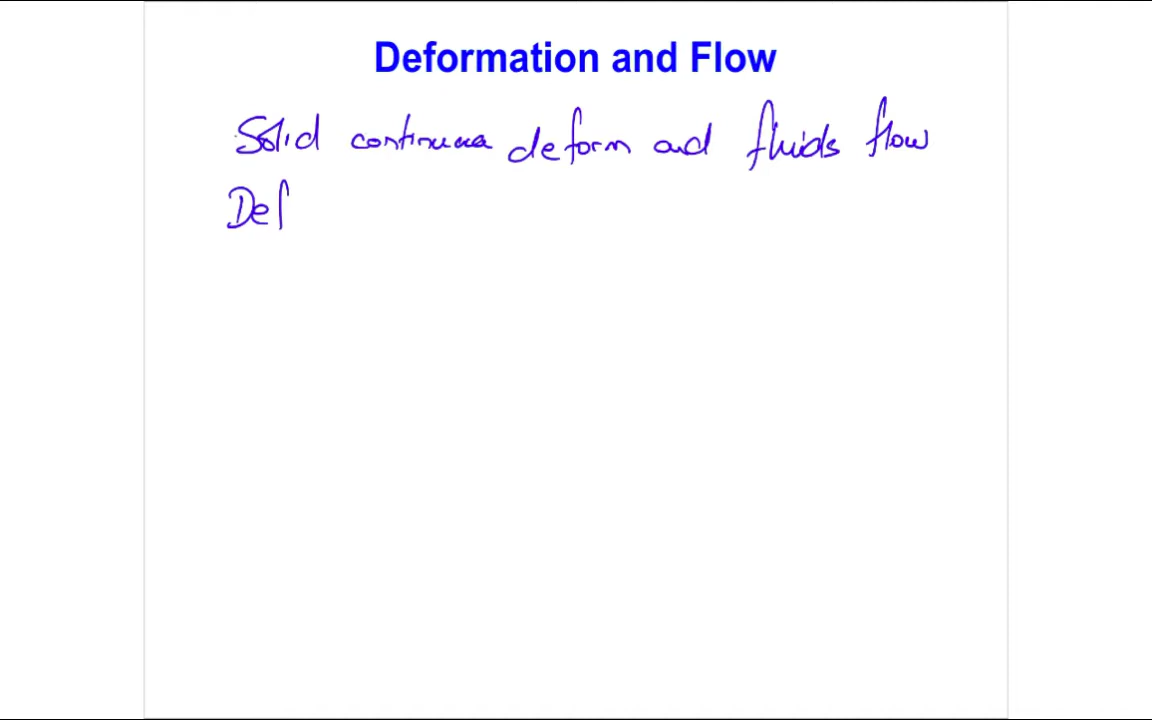 Deformation and Flow
Solid continua deform and fluids flow
Def